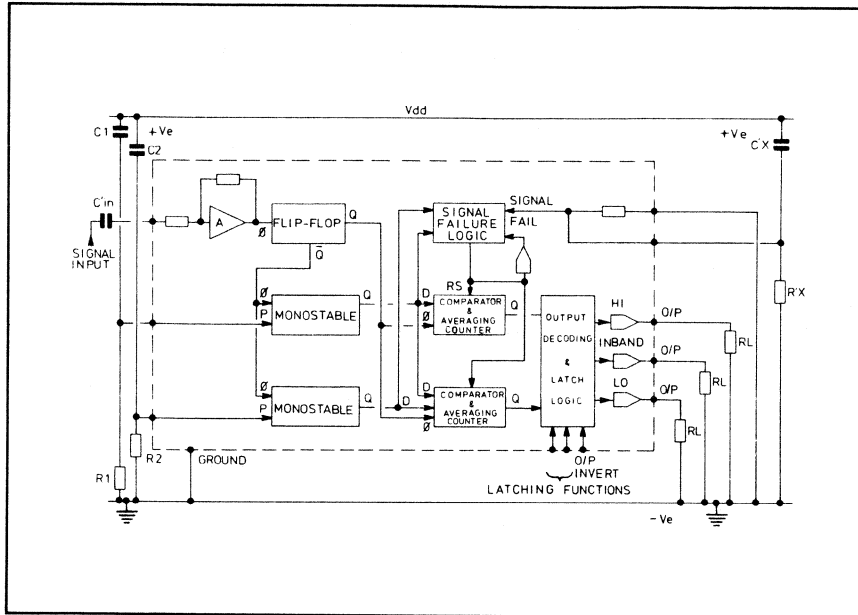 Vdd
C1
+Ve
C2
+Ve
C'X
C'in
SIGNAL INPUT
A
Ø
FLIP-FLOP
Q
Q̄
SIGNAL FAILURE LOGIC
SIGNAL FAIL
Ø
P
MONOSTABLE
Q
RS
D
Ø
COMPARATOR & AVERAGING COUNTER
Q
OUTPUT DECODING & LATCH LOGIC
HI
O/P
INBAND
O/P
LO
O/P
RL
RL
RL
R'X
Ø
P
MONOSTABLE
Q
D
D
Ø
COMPARATOR & AVERAGING COUNTER
Q
R1
R2
GROUND
O/P INVERT
LATCHING FUNCTIONS
-Ve